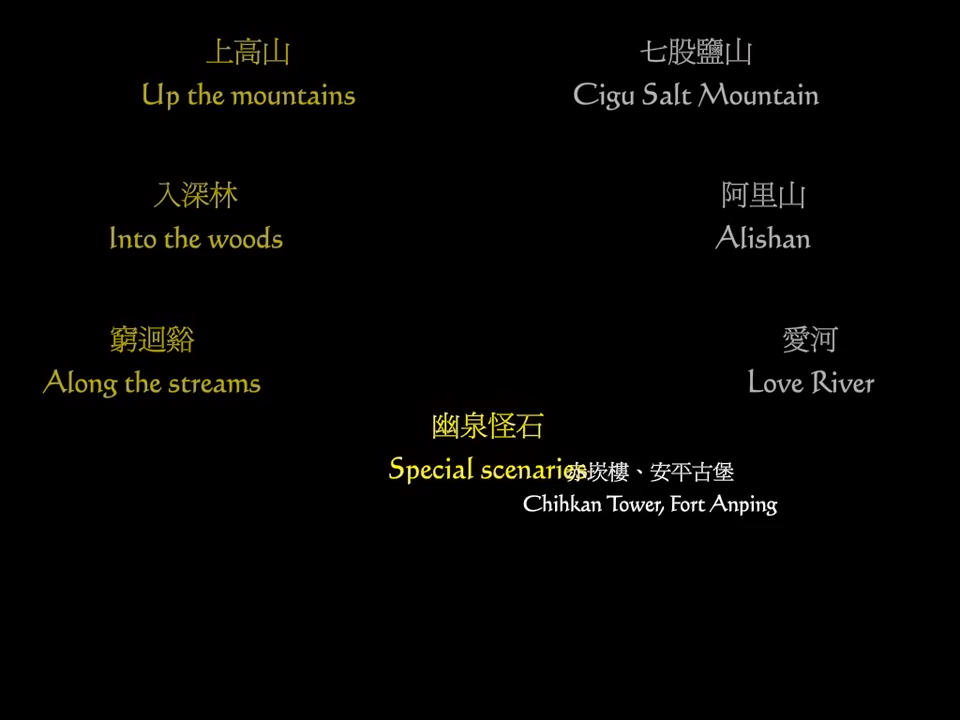 上高山
Up the mountains
七股鹽山
Cigu Salt Mountain
入深林
Into the woods
阿里山
Alishan
窮迴谿
Along the streams
愛河
Love River
幽泉怪石
Special scenaries
赤崁樓、安平古堡
Chihkan Tower, Fort Anping